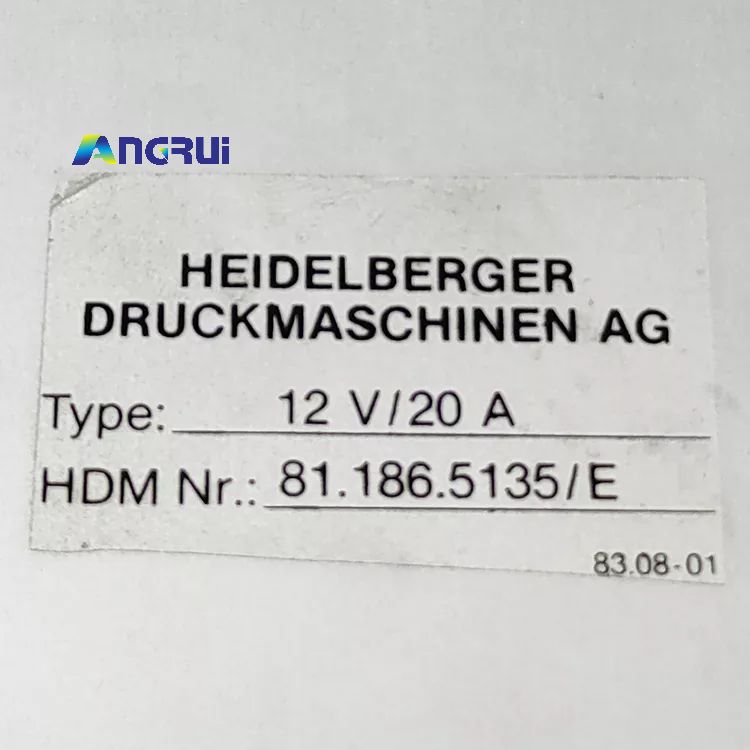 ANGRUI
HEIDELBERGER
DRUCKMASCHINEN AG
Type: 12 V/20 A
HDM Nr.: 81.186.5135/E
83.08-01